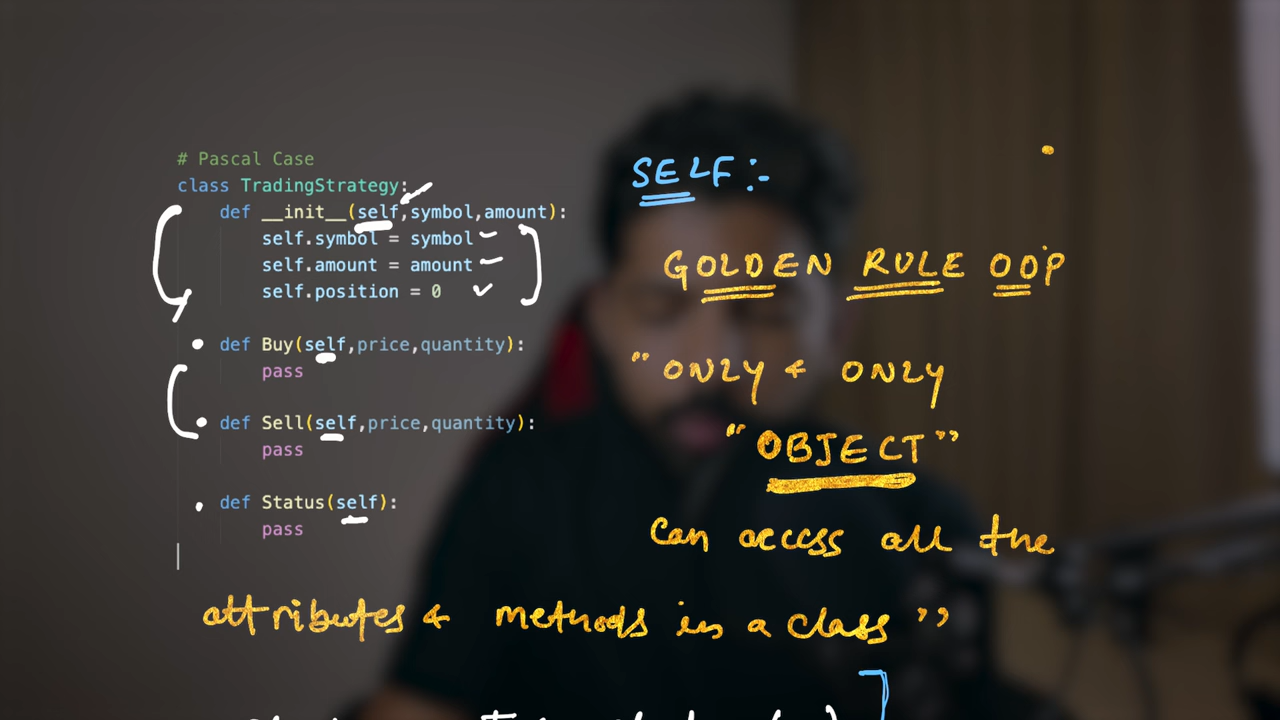 # Pascal Case
class TradingStrategy:
def __init__(self,symbol,amount):
self.symbol = symbol
self.amount = amount
self.position = 0
def Buy(self,price,quantity):
pass
def Sell(self,price,quantity):
pass
def Status(self):
pass
SELF :-
GOLDEN RULE OOP
"ONLY & ONLY
"OBJECT"
can access all the
attributes & methods in a class"